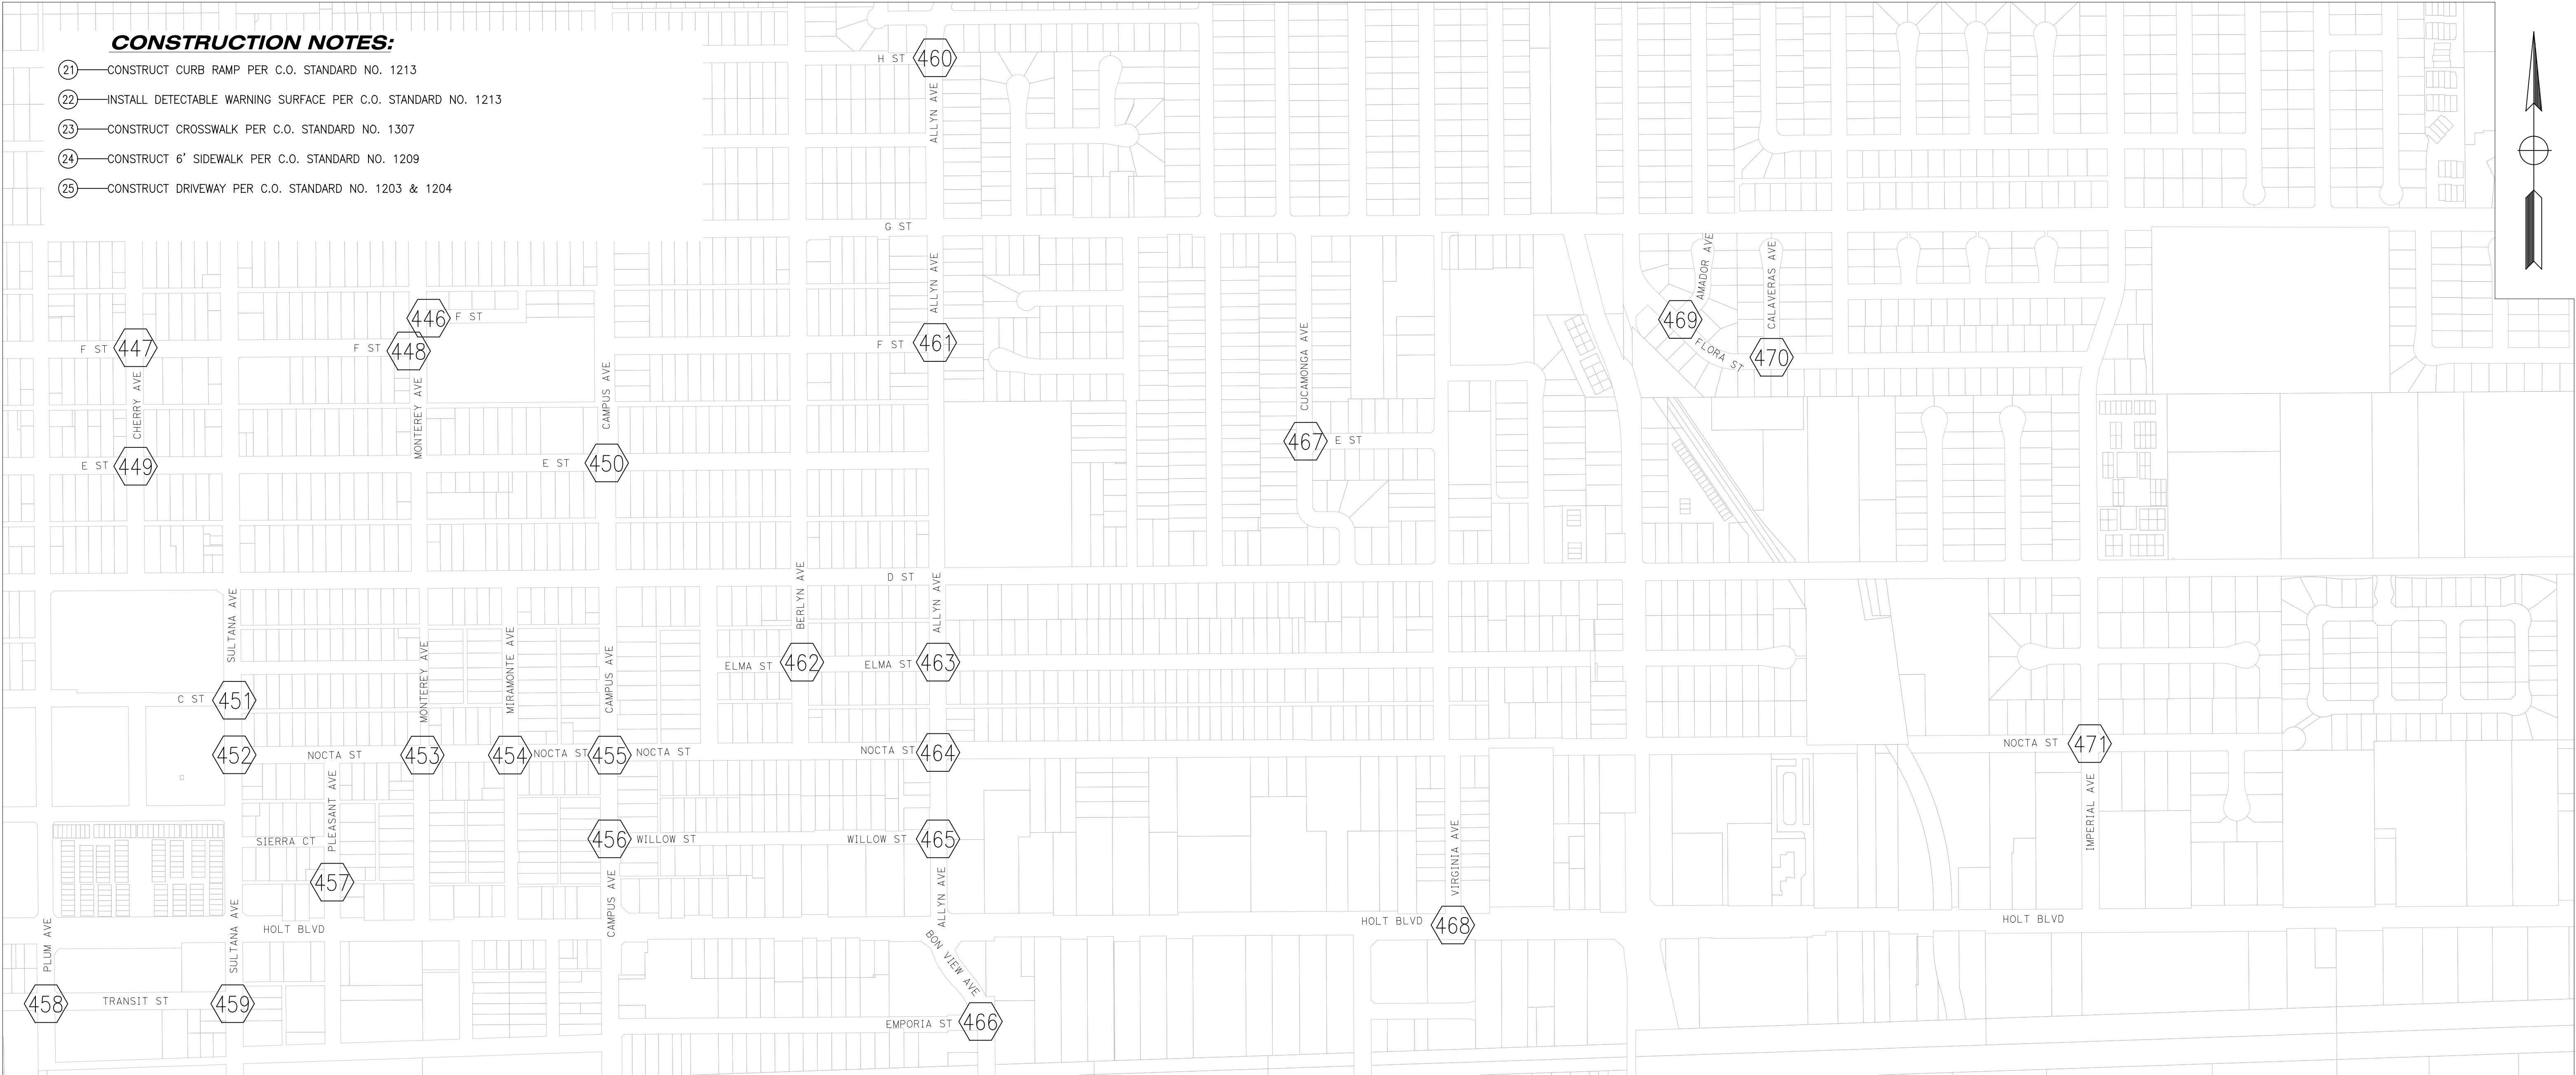 CONSTRUCTION NOTES:
21 CONSTRUCT CURB RAMP PER C.O. STANDARD NO. 1213
22 INSTALL DETECTABLE WARNING SURFACE PER C.O. STANDARD NO. 1213
23 CONSTRUCT CROSSWALK PER C.O. STANDARD NO. 1307
24 CONSTRUCT 6' SIDEWALK PER C.O. STANDARD NO. 1209
25 CONSTRUCT DRIVEWAY PER C.O. STANDARD NO. 1203 & 1204
H ST
460
ALLYN AVE
G ST
ALLYN AVE
AMADOR AVE
CALAVERAS AVE
446
F ST
F ST
447
F ST
448
F ST
461
CUCAMONGA AVE
469
FLORA ST
470
CHERRY AVE
MONTEREY AVE
CAMPUS AVE
467
E ST
E ST
449
E ST
450
D ST
SULTANA AVE
BERLYN AVE
ALLYN AVE
MONTEREY AVE
MIRAMONTE AVE
CAMPUS AVE
ELMA ST
462
ELMA ST
463
C ST
451
452
NOCTA ST
453
454
NOCTA ST
455
NOCTA ST
NOCTA ST
464
NOCTA ST
471
PLEASANT AVE
IMPERIAL AVE
SIERRA CT
456
WILLOW ST
WILLOW ST
465
VIRGINIA AVE
457
CAMPUS AVE
ALLYN AVE
PLUM AVE
SULTANA AVE
HOLT BLVD
HOLT BLVD
468
HOLT BLVD
BON VIEW AVE
458
TRANSIT ST
459
EMPORIA ST
466